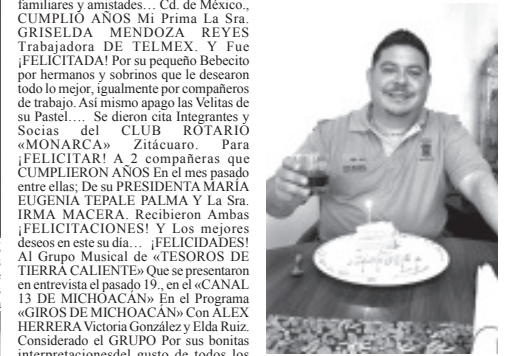 familiares y amistades… Cd. de México.,
CUMPLIÓ AÑOS Mi Prima La Sra.
GRISELDA MENDOZA REYES
Trabajadora DE TELMEX. Y Fue
¡FELICITADA! Por su pequeño Bebecito
por hermanos y sobrinos que le desearon
todo lo mejor, igualmente por compañeros
de trabajo. Así mismo apago las Velitas de
su Pastel…. Se dieron cita Integrantes y
Socias del CLUB ROTARIO
«MONARCA» Zitácuaro. Para
¡FELICITAR! A 2 compañeras que
CUMPLIERON AÑOS En el mes pasado
entre ellas; De su PRESIDENTA MARÍA
EUGENIA TEPALE PALMA Y La Sra.
IRMA MACERA. Recibieron Ambas
¡FELICITACIONES! Y Los mejores
deseos en este su día… ¡FELICIDADES!
Al Grupo Musical de «TESOROS DE
TIERRA CALIENTE» Que se presentaron
en entrevista el pasado 19., en el «CANAL
13 DE MICHOACÁN» En el Programa
«GIROS DE MICHOACÁN» Con ALEX
HERRERA Victoria González y Elda Ruiz.
Considerado el GRUPO Por sus bonitas
interpretacionesdel gusto de todos los